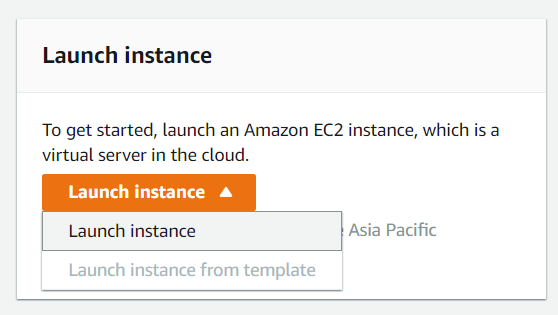 Launch instance
To get started, launch an Amazon EC2 instance, which is a
virtual server in the cloud.
Launch instance
Launch instance
Asia Pacific
Launch instance from template